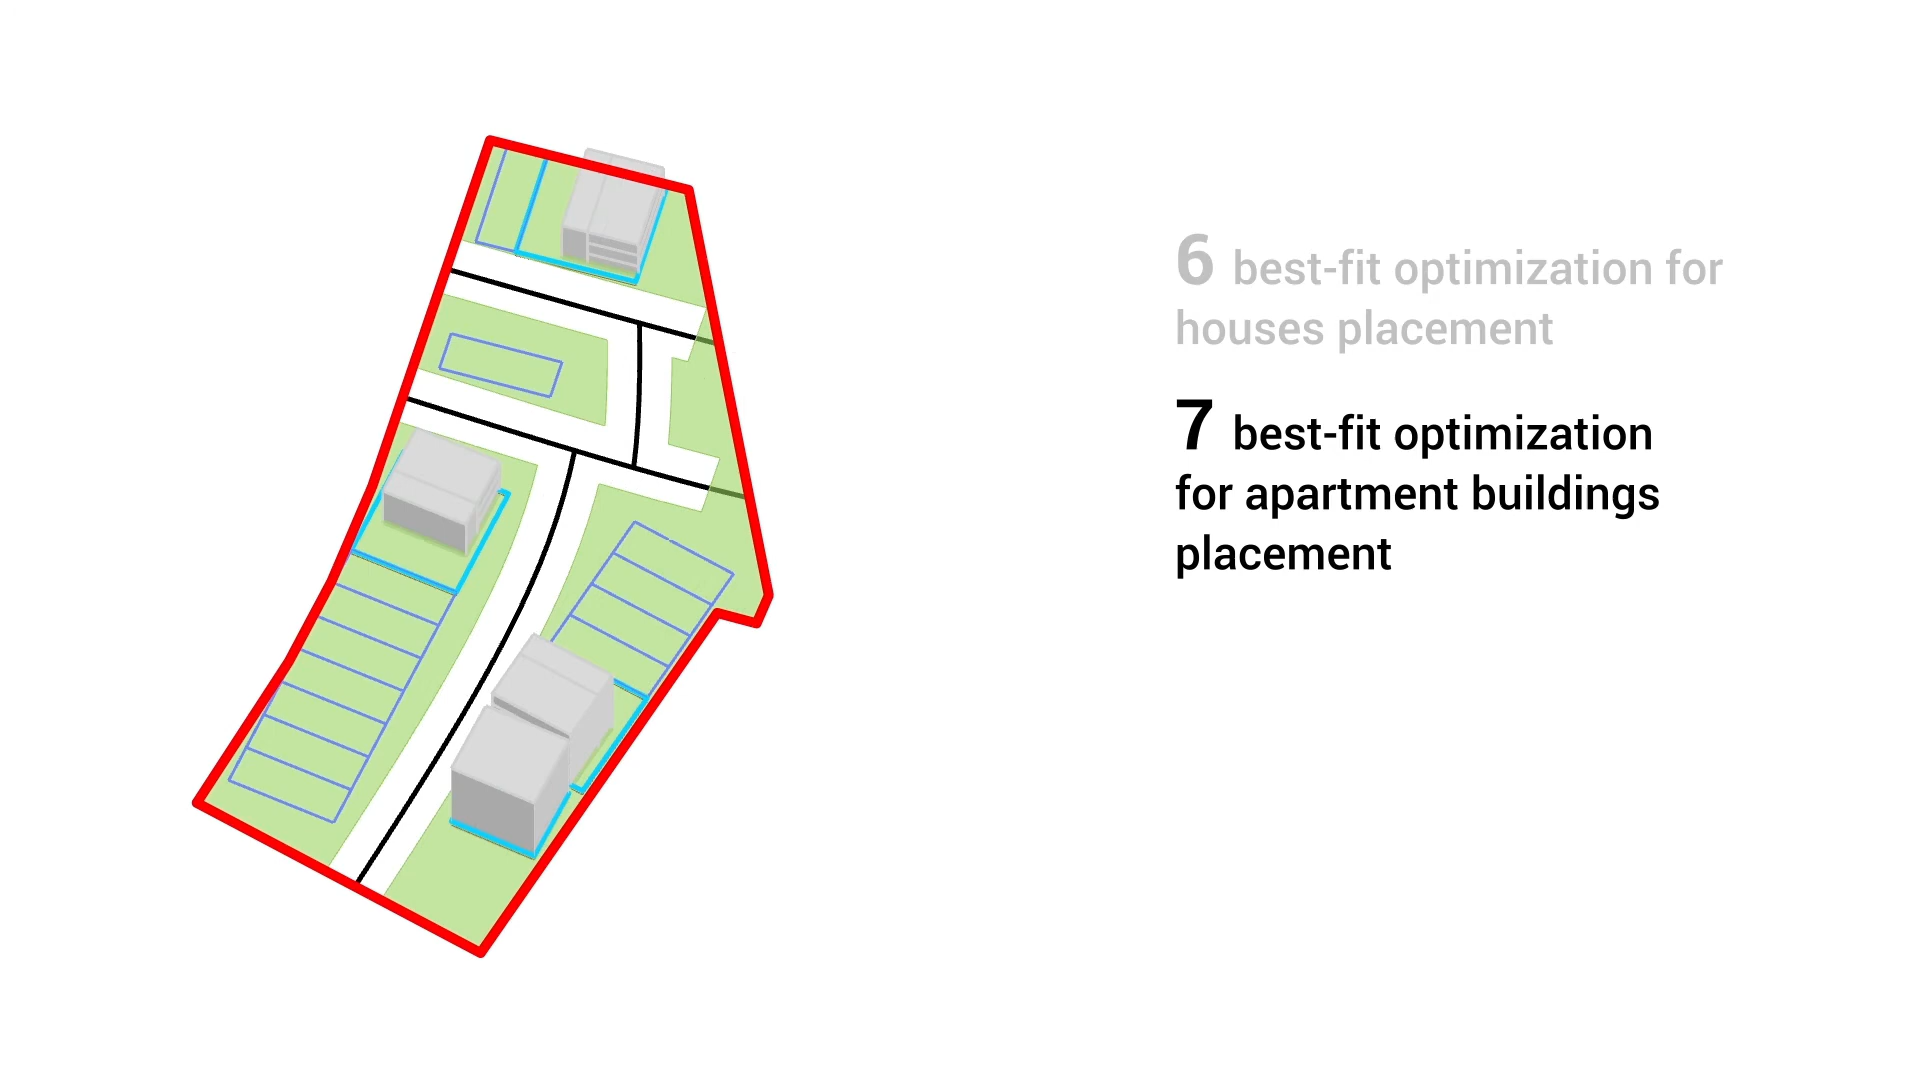 6 best-fit optimization for
houses placement
7 best-fit optimization
for apartment buildings
placement